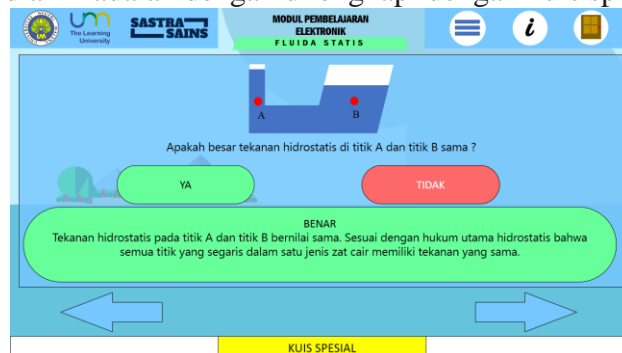 The Learning
University
SASTRA
SAINS
MODUL PEMBELAJARAN
ELEKTRONIK
FLUIDA STATIS
i
A
B
Apakah besar tekanan hidrostatis di titik A dan titik B sama ?
YA
TIDAK
BENAR
Tekanan hidrostatis pada titik A dan titik B bernilai sama. Sesuai dengan hukum utama hidrostatis bahwa
semua titik yang segaris dalam satu jenis zat cair memiliki tekanan yang sama.
KUIS SPESIAL